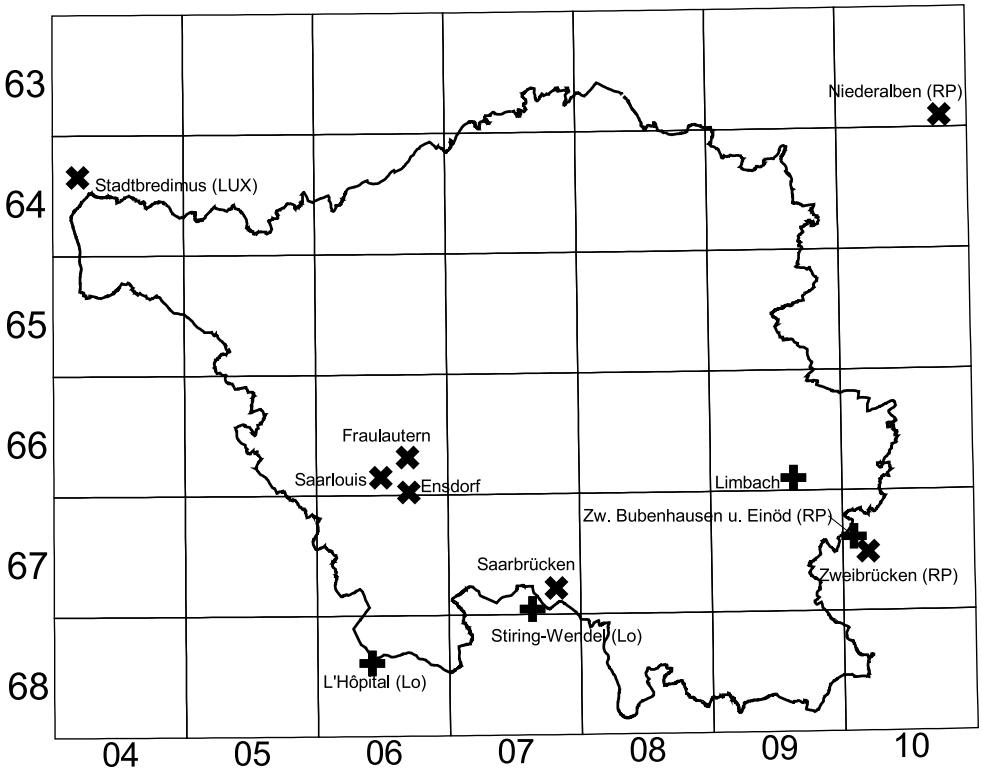 63
Niederalben (RP)
Stadtbredimus (LUX)
64
65
Fraulautern
66
Saarlouis
Ensdorf
Limbach
Zw. Bubenhausen u. Einöd (RP)
67
Saarbrücken
Zweibrücken (RP)
Stiring-Wendel (Lo)
68
L'Hôpital (Lo)
04 05 06 07 08 09 10